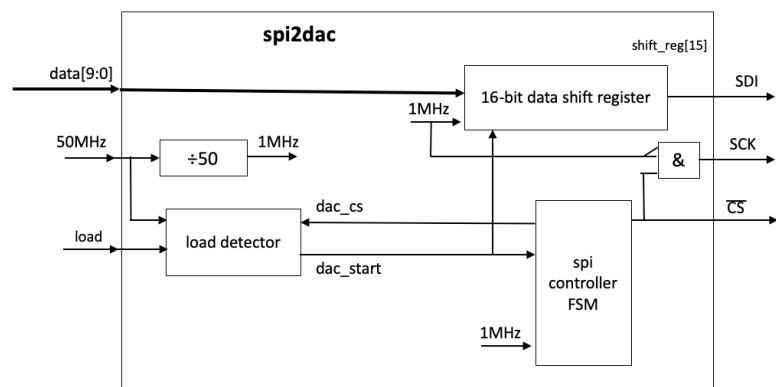 spi2dac
shift_reg[15]
data[9:0]
SDI
16-bit data shift register
1MHz
50MHz
1MHz
SCK
÷50
&
dac_cs
CS
load
load detector
spi
controller
FSM
dac_start
1MHz